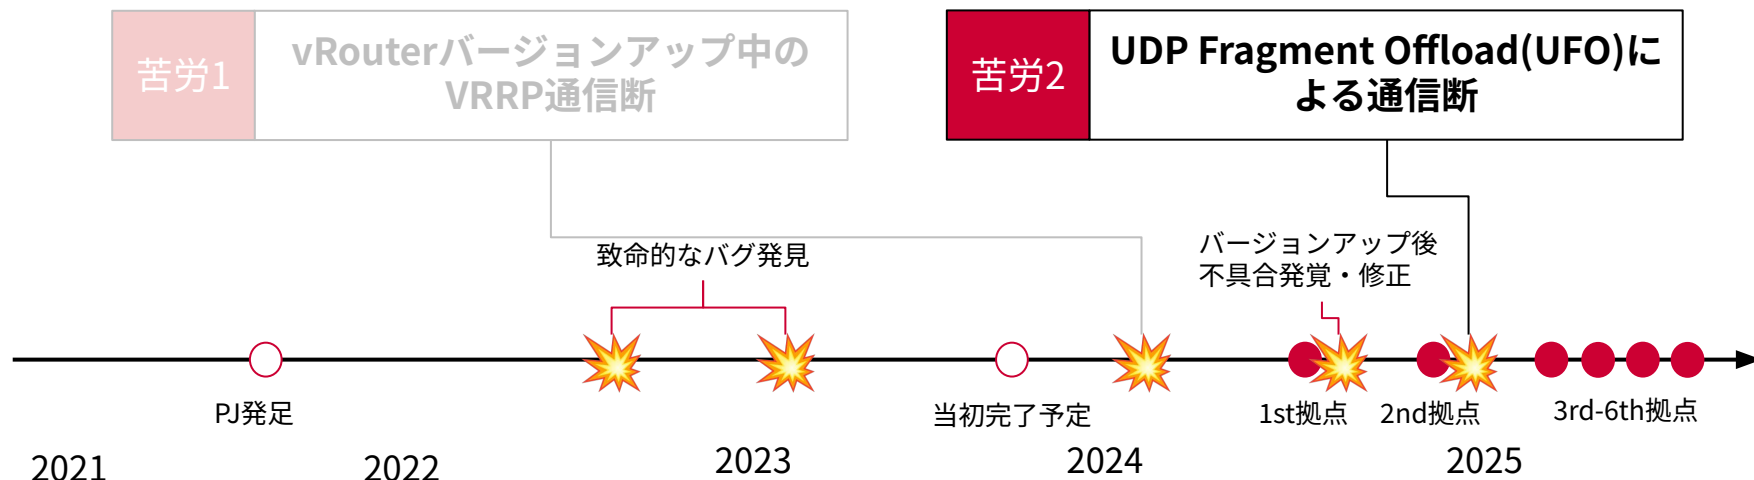 苦労1
vRouterバージョンアップ中の
VRRP通信断
苦労2
UDP Fragment Offload(UFO)に
よる通信断
致命的なバグ発見
バージョンアップ後
不具合発覚・修正
PJ発足
当初完了予定
1st拠点
2nd拠点
3rd-6th拠点
2021
2022
2023
2024
2025